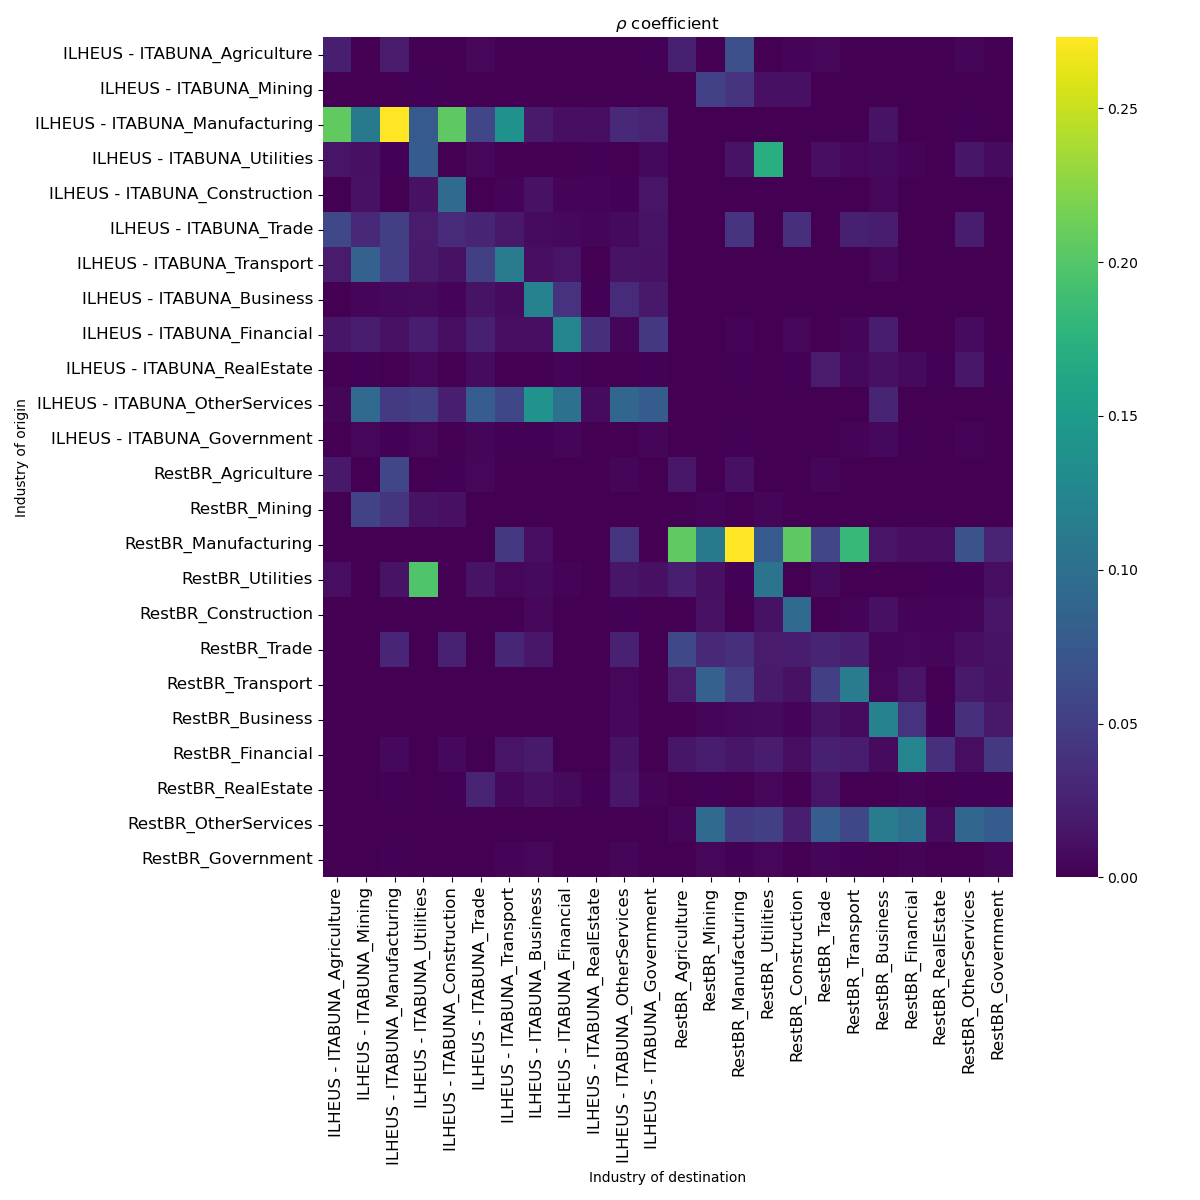 ρ coefficient
ILHEUS - ITABUNA_Agriculture
ILHEUS - ITABUNA_Mining
ILHEUS - ITABUNA_Manufacturing
ILHEUS - ITABUNA_Utilities
ILHEUS - ITABUNA_Construction
ILHEUS - ITABUNA_Trade
ILHEUS - ITABUNA_Transport
ILHEUS - ITABUNA_Business
ILHEUS - ITABUNA_Financial
ILHEUS - ITABUNA_RealEstate
ILHEUS - ITABUNA_OtherServices
ILHEUS - ITABUNA_Government
RestBR_Agriculture
RestBR_Mining
RestBR_Manufacturing
RestBR_Utilities
RestBR_Construction
RestBR_Trade
RestBR_Transport
RestBR_Business
RestBR_Financial
RestBR_RealEstate
RestBR_OtherServices
RestBR_Government
Industry of origin
ILHEUS - ITABUNA_Agriculture
ILHEUS - ITABUNA_Mining
ILHEUS - ITABUNA_Manufacturing
ILHEUS - ITABUNA_Utilities
ILHEUS - ITABUNA_Construction
ILHEUS - ITABUNA_Trade
ILHEUS - ITABUNA_Transport
ILHEUS - ITABUNA_Business
ILHEUS - ITABUNA_Financial
ILHEUS - ITABUNA_RealEstate
ILHEUS - ITABUNA_OtherServices
ILHEUS - ITABUNA_Government
RestBR_Agriculture
RestBR_Mining
RestBR_Manufacturing
RestBR_Utilities
RestBR_Construction
RestBR_Trade
RestBR_Transport
RestBR_Business
RestBR_Financial
RestBR_RealEstate
RestBR_OtherServices
RestBR_Government
Industry of destination
0.25
0.20
0.15
0.10
0.05
0.00